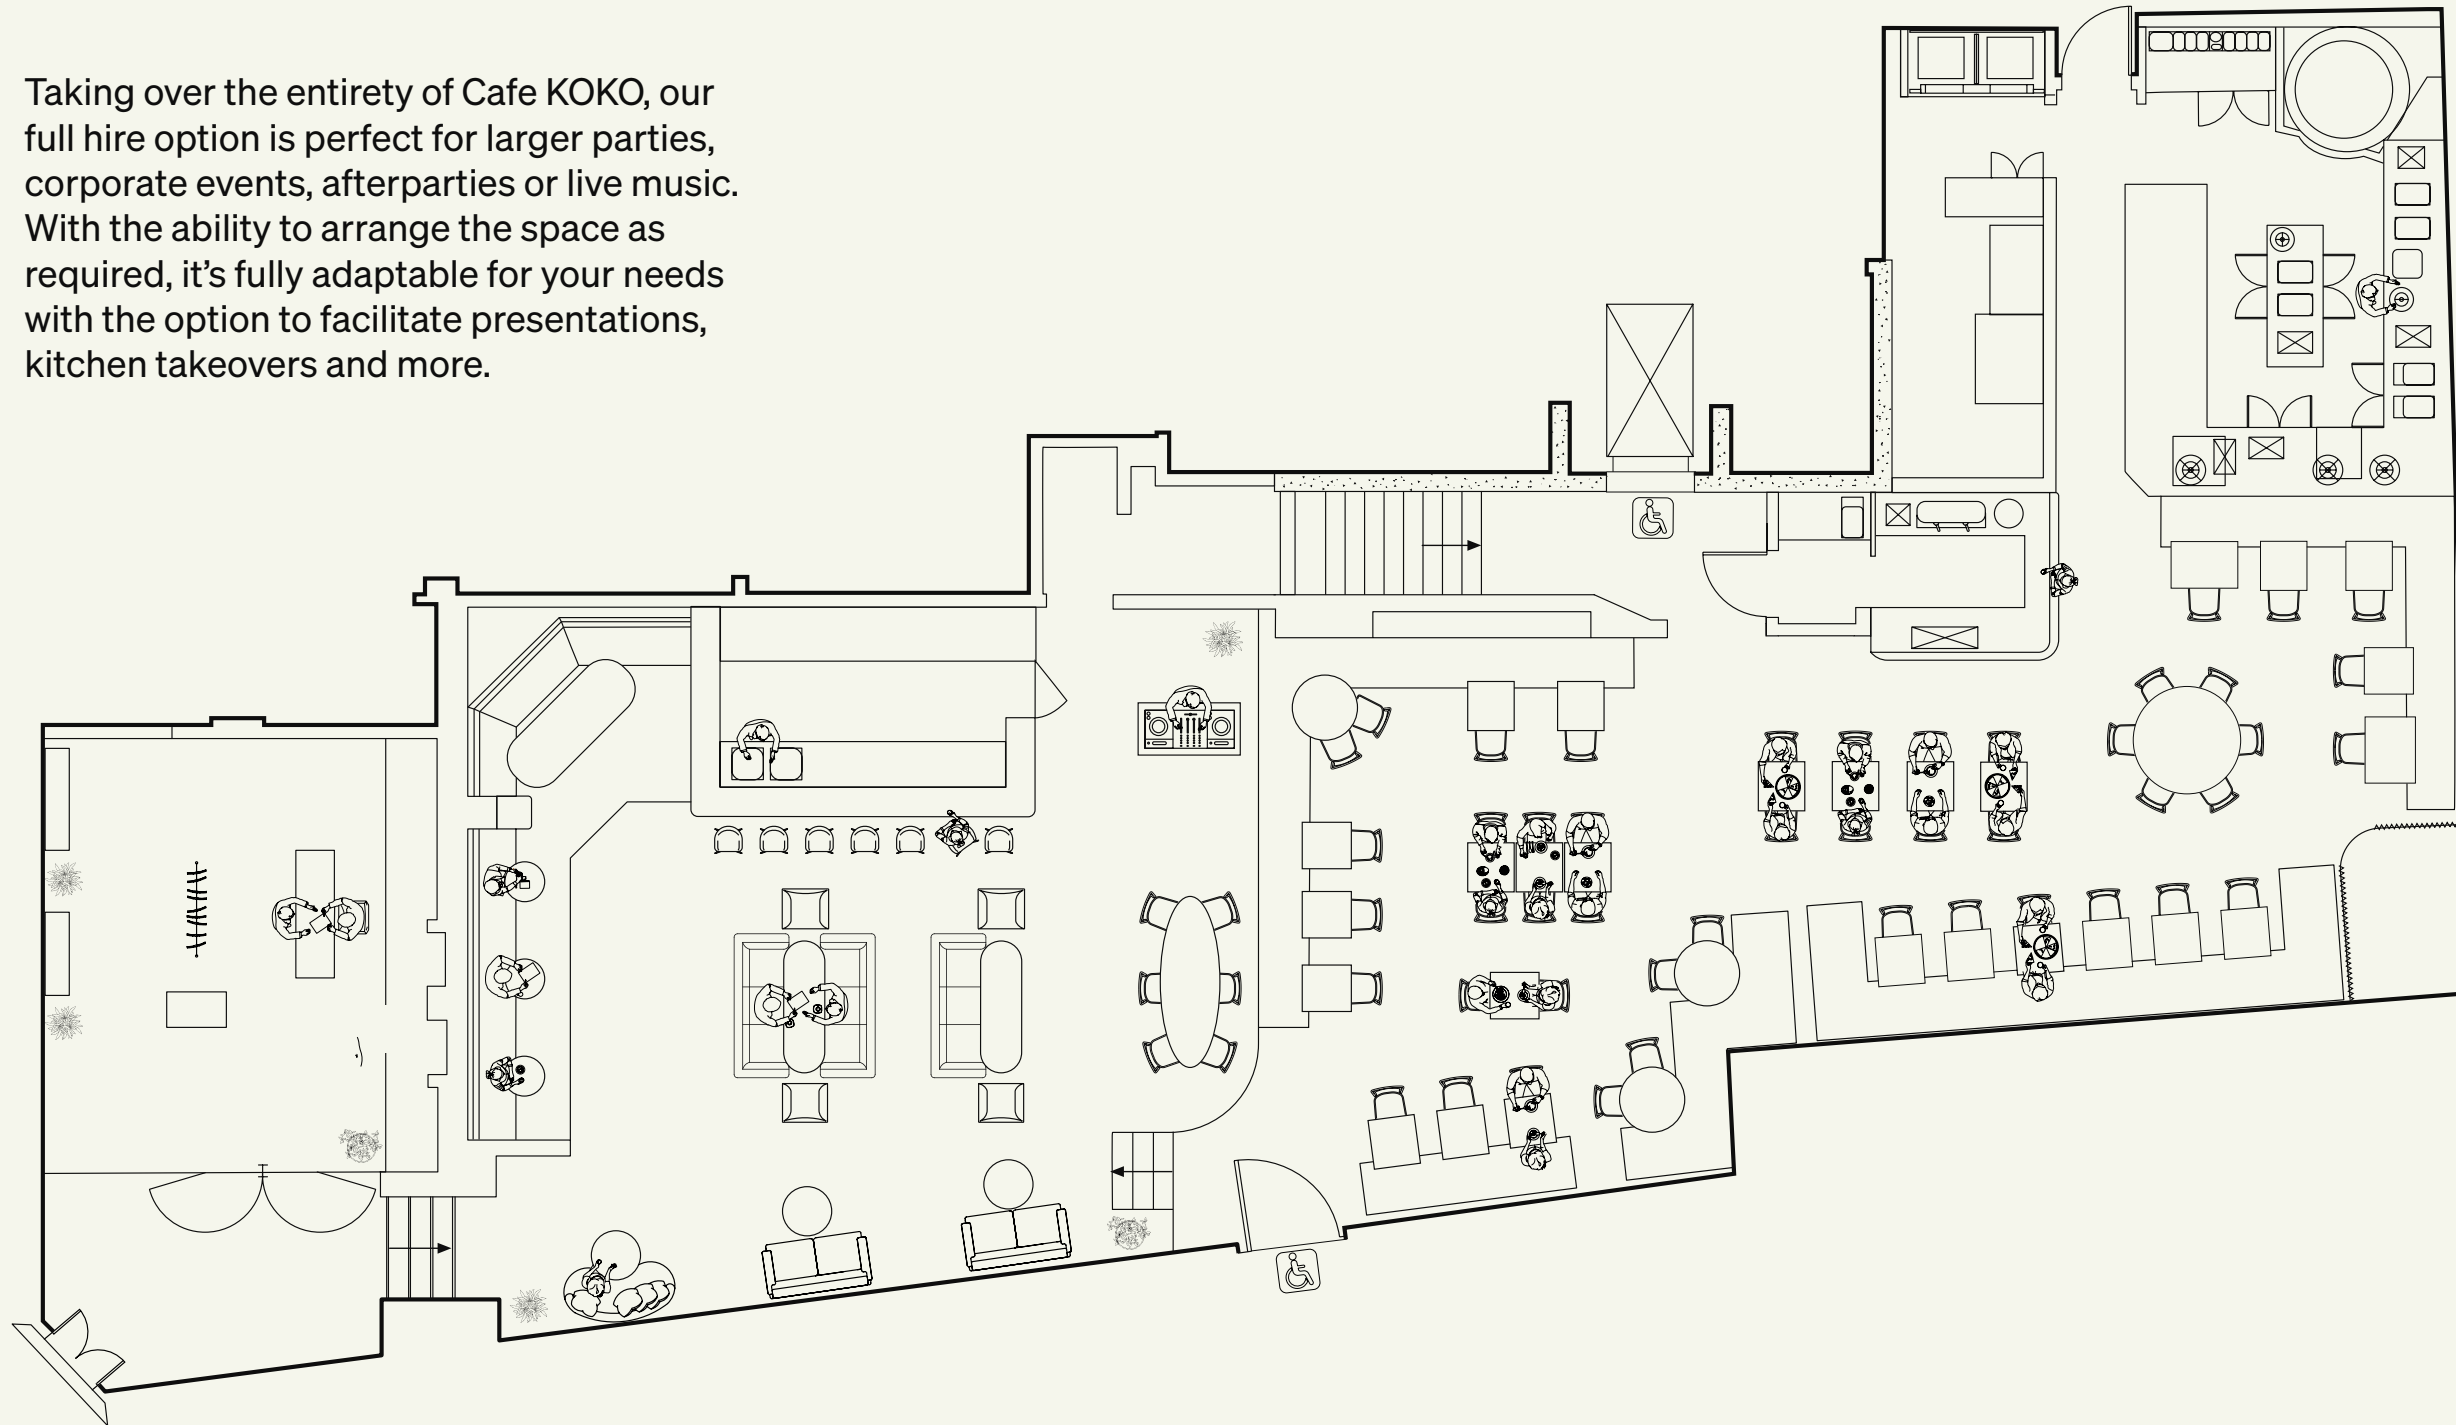 Taking over the entirety of Cafe KOKO, our
full hire option is perfect for larger parties,
corporate events, afterparties or live music.
With the ability to arrange the space as
required, it’s fully adaptable for your needs
with the option to facilitate presentations,
kitchen takeovers and more.